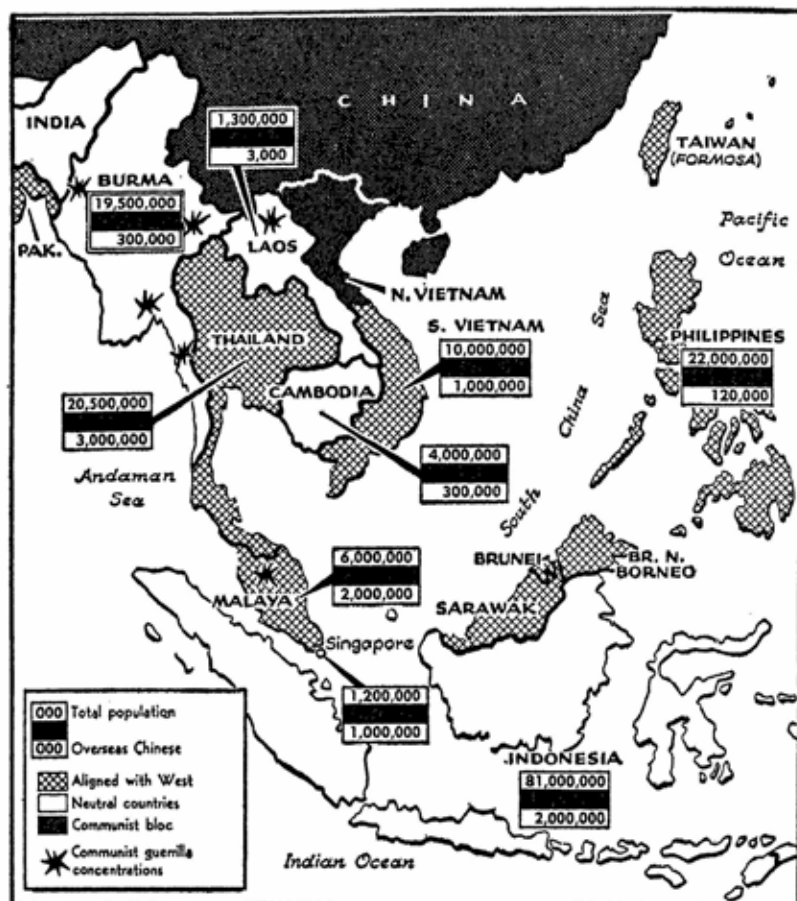 CHINA
INDIA
1,300,000
3,000
TAIWAN
(FORMOSA)
BURMA
19,500,000
300,000
PAK.
LAOS
Pacific
Ocean
N. VIETNAM
S. VIETNAM
10,000,000
1,000,000
THAILAND
PHILIPPINES
22,000,000
120,000
CAMBODIA
20,500,000
3,000,000
4,000,000
300,000
Andaman
Sea
South China Sea
6,000,000
2,000,000
MALAYA
BRUNEI
BR. N.
BORNEO
SARAWAK
Singapore
1,200,000
1,000,000
INDONESIA
81,000,000
2,000,000
Indian Ocean
000 Total population
000 Overseas Chinese
Aligned with West
Neutral countries
Communist bloc
Communist guerrilla
concentrations